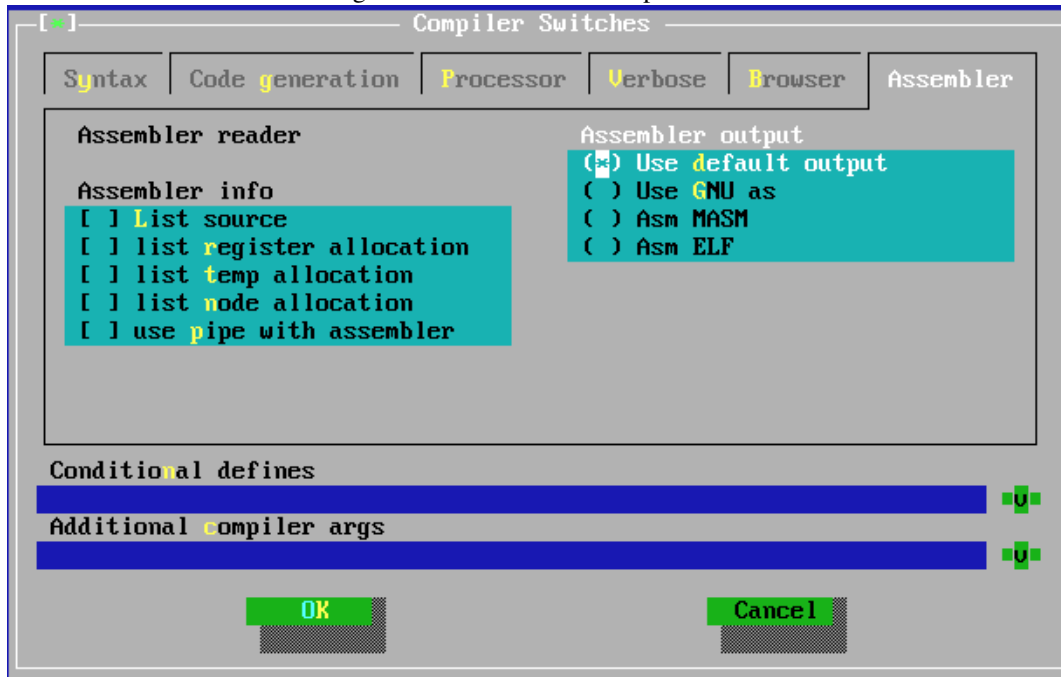 [*] Compiler Switches
Syntax Code generation Processor Verbose Browser Assembler
Assembler reader
Assembler info
[ ] List source
[ ] list register allocation
[ ] list temp allocation
[ ] list node allocation
[ ] use pipe with assembler
Assembler output
(*) Use default output
( ) Use GNU as
( ) Asm MASM
( ) Asm ELF
Conditional defines
v
Additional compiler args
v
OK Cancel